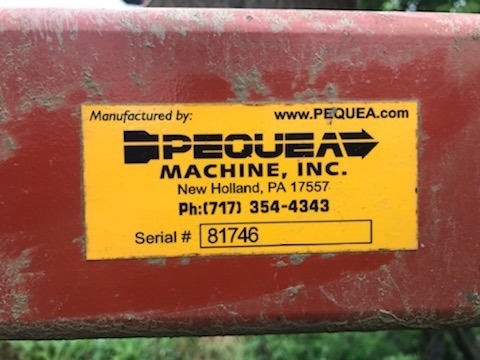 Manufactured by: www.PEQUEA.com
PEQUEA
MACHINE, INC.
New Holland, PA 17557
Ph:(717) 354-4343
Serial # 81746